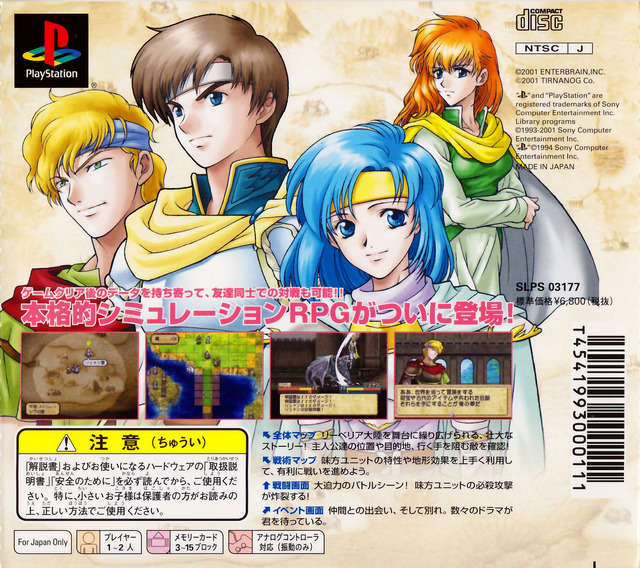 PlayStation
®
COMPACT
disc
NTSC J
©2001 ENTERBRAIN,INC.
©2001 TIRNANOG Co.
"PS" and "PlayStation" are
registered trademarks of Sony
Computer Entertainment Inc.
Library programs
©1993-2001 Sony Computer
Entertainment Inc.
"PS" ©1994 Sony Computer
Entertainment Inc.
MADE IN JAPAN
SLPS 03177
標準価格¥6,800(税抜)
ゲームクリア後のデータを持ち寄って、友達同士での対戦も可能!!
本格的シミュレーションRPGがついに登場!
ああ、世界を巡って冒険をする
全体マップ リーベリア大陸を舞台に繰り広げられる、壮大な
ストーリー!主人公達の位置や目的地、行く手を阻む敵を確認!
戦術マップ 味方ユニットの特性や地形効果を上手く利用し
て、有利に戦いを進めよう。
戦闘画面 大迫力のバトルシーン!味方ユニットの必殺攻撃
が炸裂する!
イベント画面 仲間との出会い、そして別れ。数々のドラマが
君を待っている。
T4541993000111
注意(ちゅうい)
「解説書」およびお使いになるハードウェアの「取扱説
明書」「安全のために」を必ず読んでから、ご使用くだ
さい。特に、小さいお子様は保護者の方がお読みの
上、正しい方法でご使用ください。
For Japan Only
プレイヤー
1~2人
メモリーカード
3~15ブロック
アナログコントローラ
対応(振動のみ)